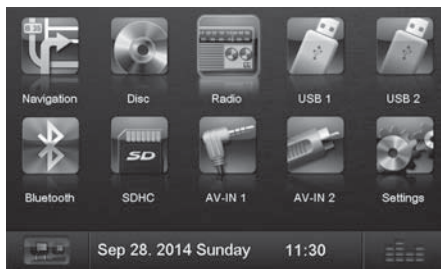 Navigation Disc Radio USB 1 USB 2
SD
Bluetooth SDHC AV-IN 1 AV-IN 2 Settings
Sep 28. 2014 Sunday 11:30